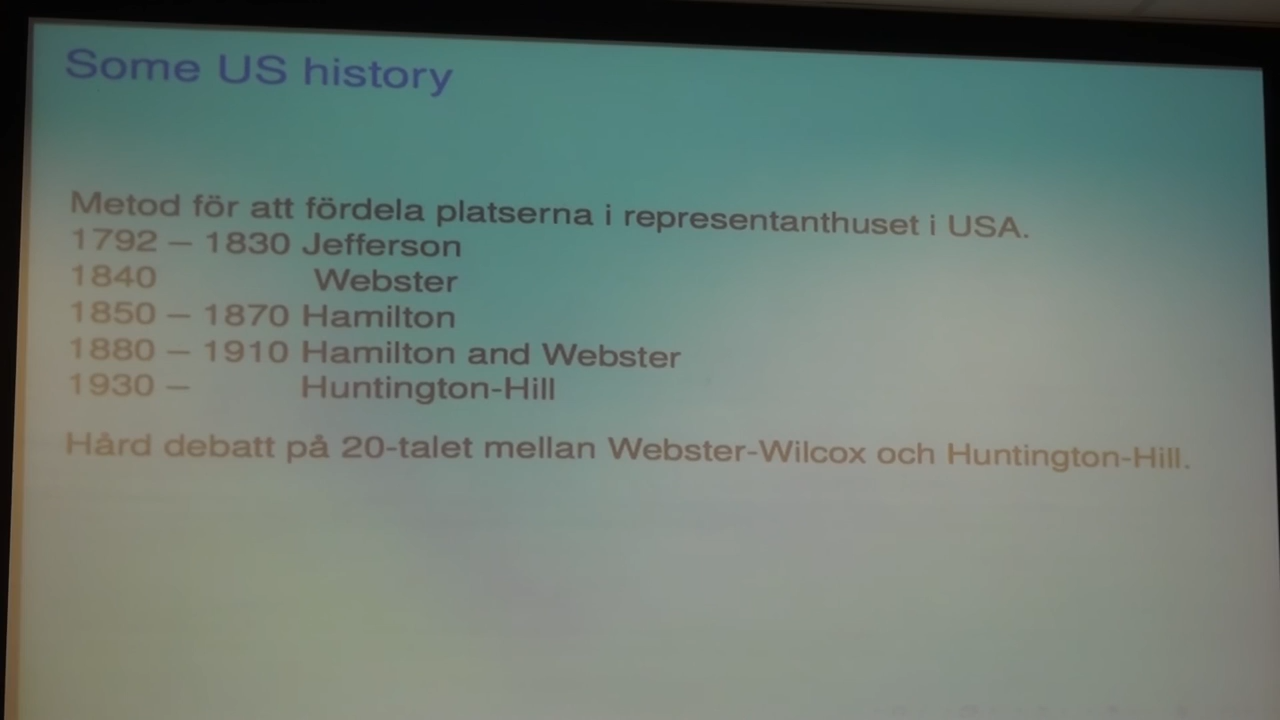 Some US history
Metod för att fördela platserna i representanthuset i USA.
1792 – 1830 Jefferson
1840 Webster
1850 – 1870 Hamilton
1880 – 1910 Hamilton and Webster
1930 – Huntington-Hill
Hård debatt på 20-talet mellan Webster-Wilcox och Huntington-Hill.